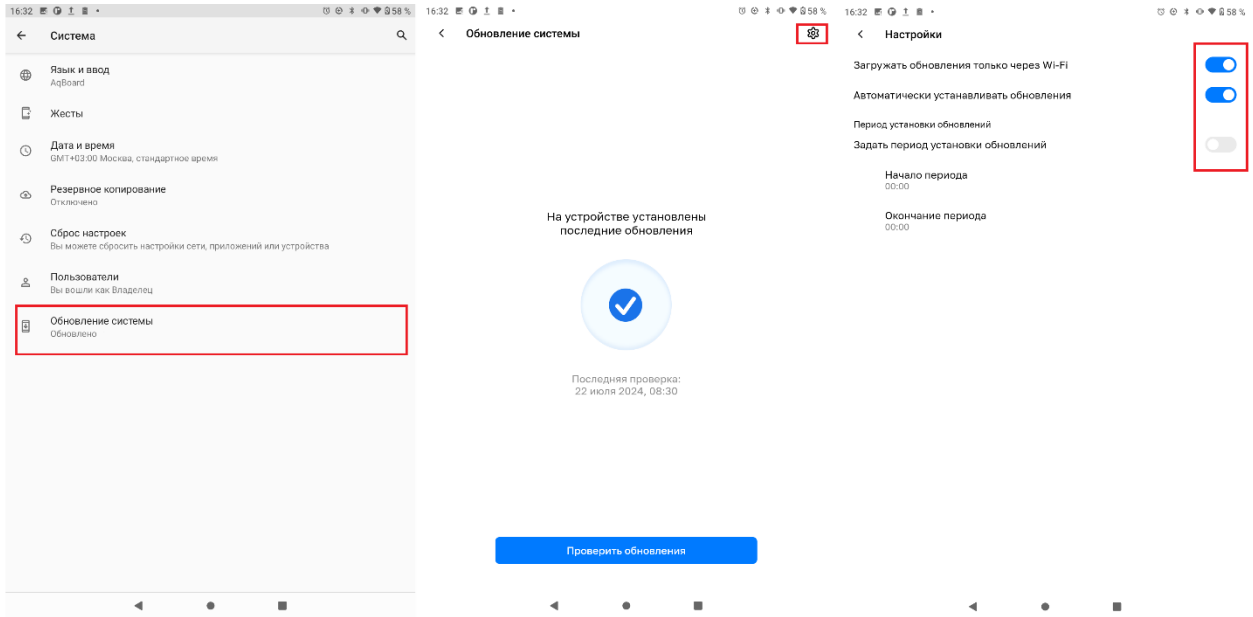 16:32
58 %
Система
Язык и ввод
AqBoard
Жесты
Дата и время
GMT+03:00 Москва, стандартное время
Резервное копирование
Отключено
Сброс настроек
Вы можете сбросить настройки сети, приложений или устройства
Пользователи
Вы вошли как Владелец
Обновление системы
Обновлено
16:32
58 %
Обновление системы
На устройстве установлены
последние обновления
Последняя проверка:
22 июля 2024, 08:30
Проверить обновления
16:32
58 %
Настройки
Загружать обновления только через Wi-Fi
Автоматически устанавливать обновления
Период установки обновлений
Задать период установки обновлений
Начало периода
00:00
Окончание периода
00:00